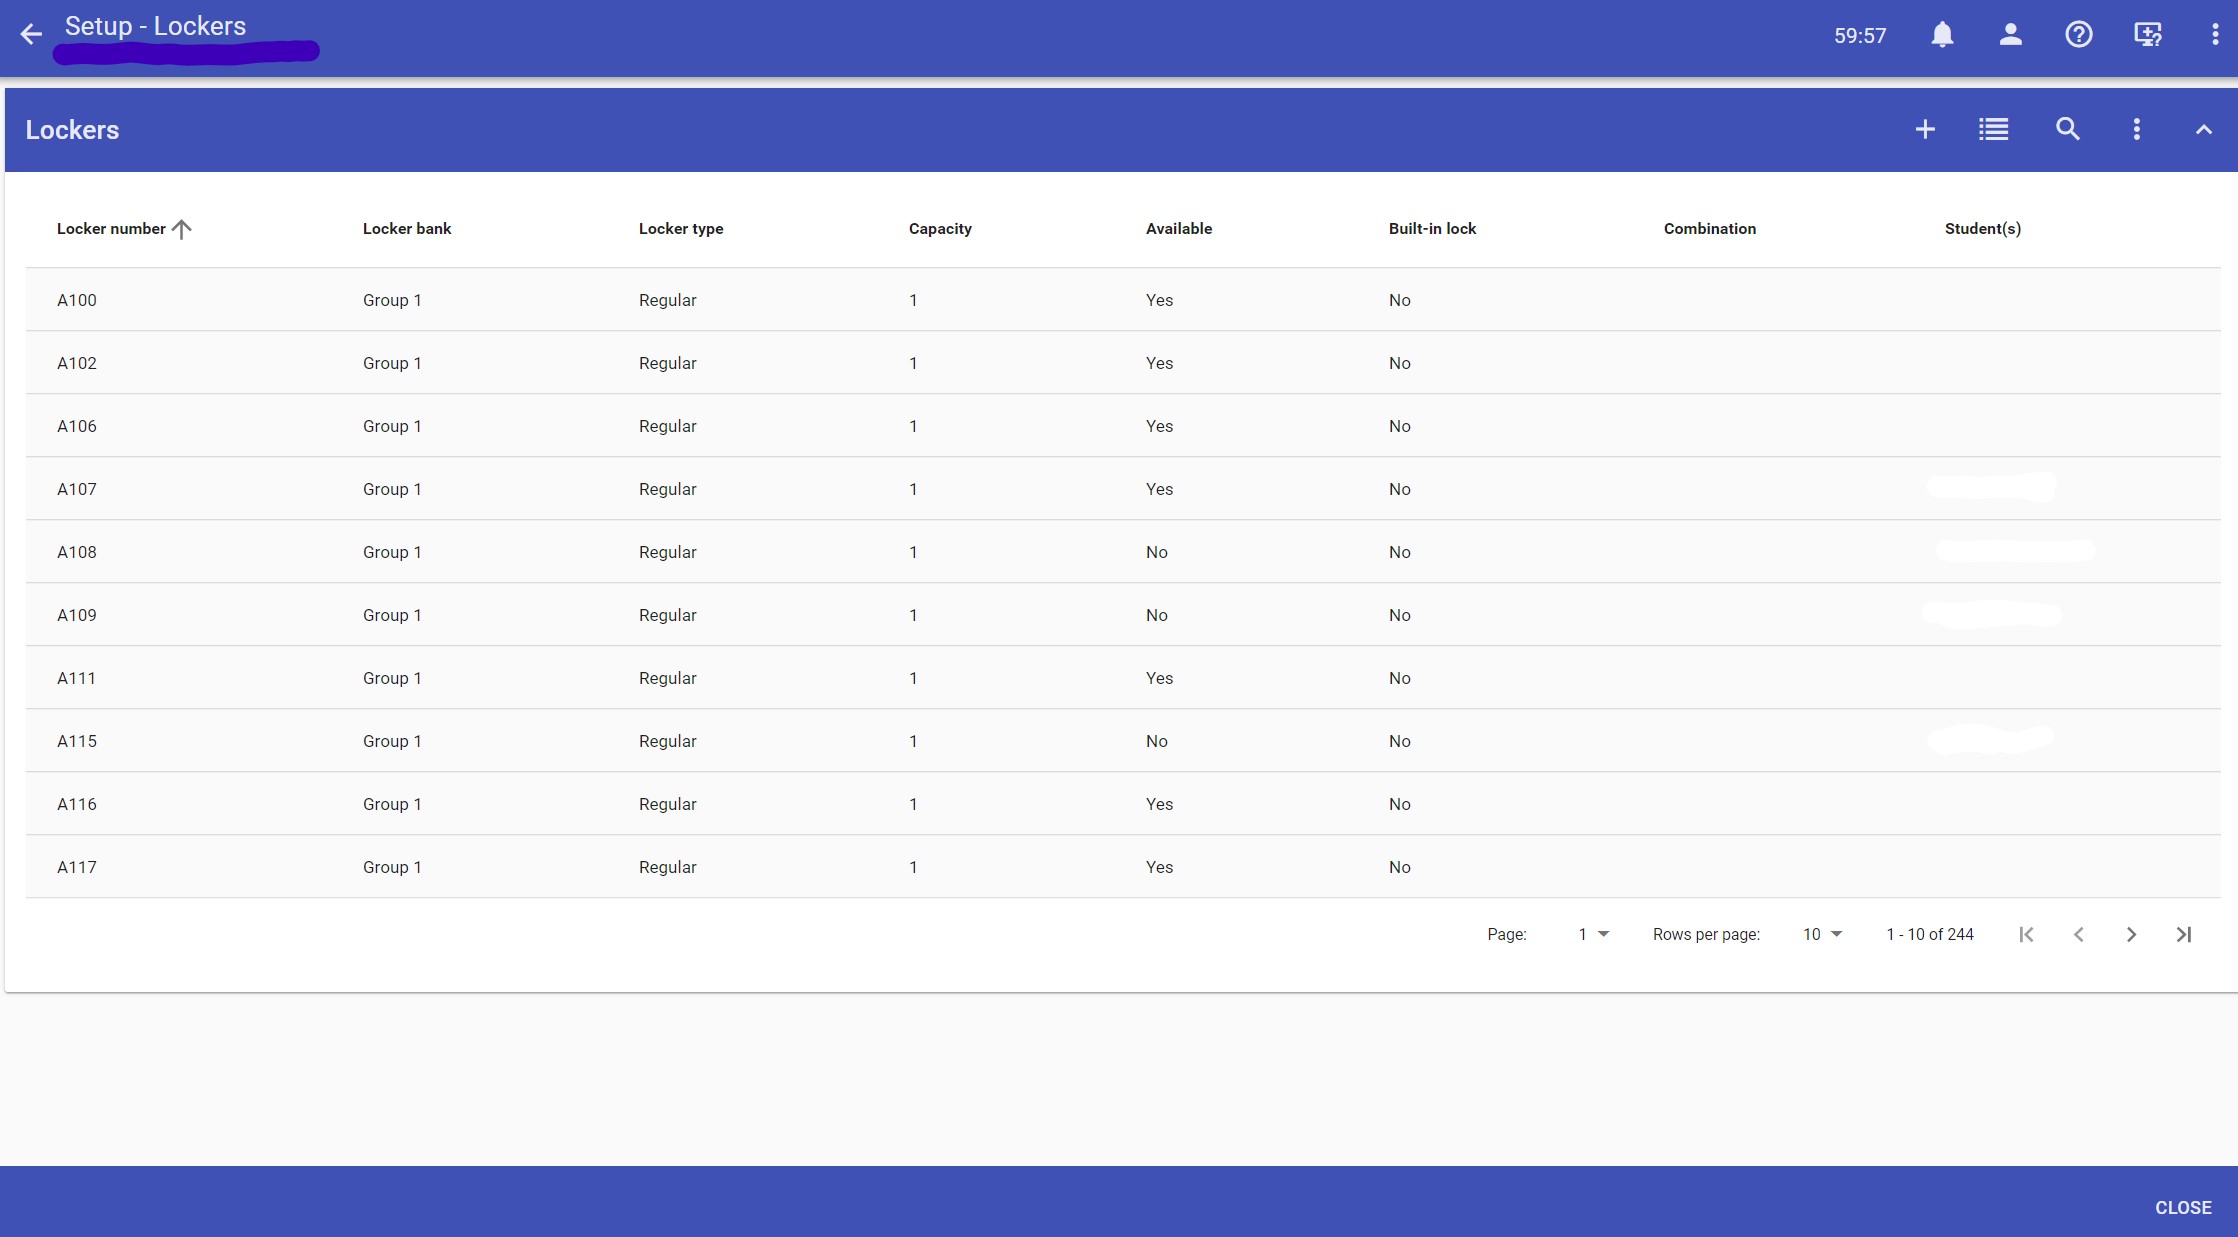 Setup - Lockers
59:57
Lockers
Locker number Locker bank Locker type Capacity Available Built-in lock Combination Student(s)
A100 Group 1 Regular 1 Yes No
A102 Group 1 Regular 1 Yes No
A106 Group 1 Regular 1 Yes No
A107 Group 1 Regular 1 Yes No
A108 Group 1 Regular 1 No No
A109 Group 1 Regular 1 No No
A111 Group 1 Regular 1 Yes No
A115 Group 1 Regular 1 No No
A116 Group 1 Regular 1 Yes No
A117 Group 1 Regular 1 Yes No
Page: 1 Rows per page: 10 1 - 10 of 244
CLOSE